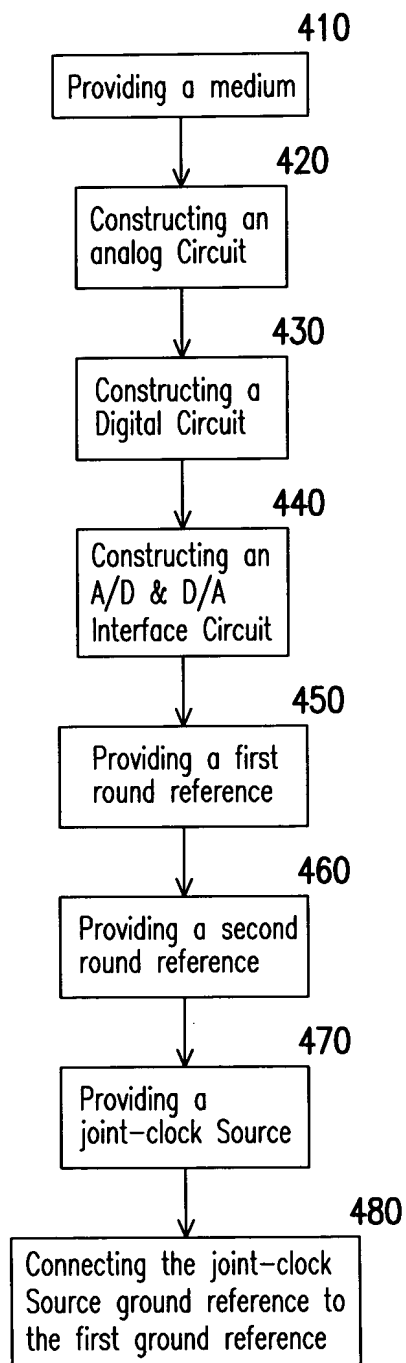 410
Providing a medium
420
Constructing an
analog Circuit
430
Constructing a
Digital Circuit
440
Constructing an
A/D & D/A
Interface Circuit
450
Providing a first
round reference
460
Providing a second
round reference
470
Providing a
joint-clock Source
480
Connecting the joint-clock
Source ground reference to
the first ground reference